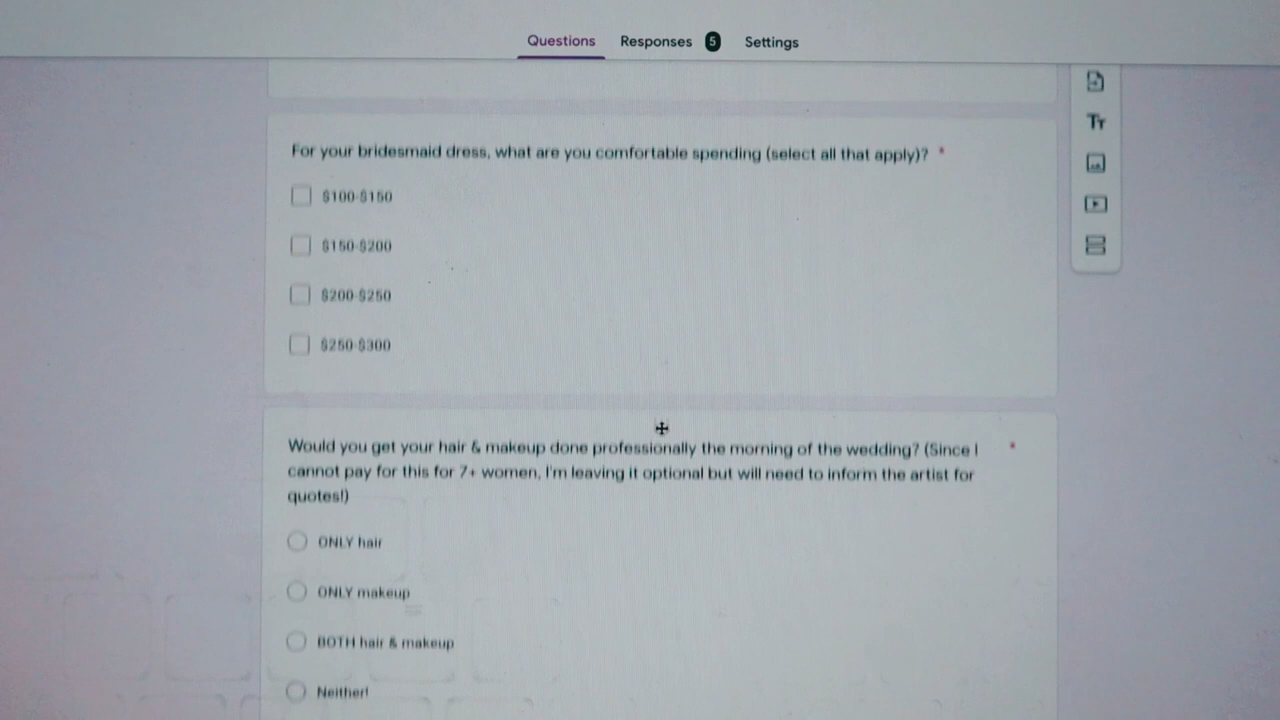 Questions Responses 5 Settings
For your bridesmaid dress, what are you comfortable spending (select all that apply)? *
$100-$150
$150-$200
$200-$250
$250-$300
Would you get your hair & makeup done professionally the morning of the wedding? (Since I *
cannot pay for this for 7+ women, I'm leaving it optional but will need to inform the artist for
quotes!)
ONLY hair
ONLY makeup
BOTH hair & makeup
Neither!